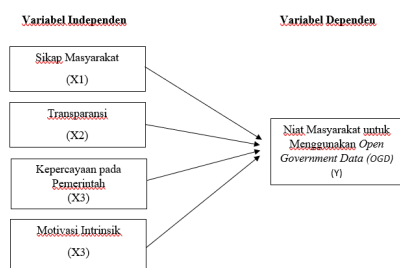 Variabel Independen
Variabel Dependen
Sikap Masyarakat
(X1)
Transparansi
(X2)
Kepercayaan pada
Pemerintah
(X3)
Motivasi Intrinsik
(X3)
Niat Masyarakat untuk
Menggunakan Open
Government Data (OGD)
(Y)